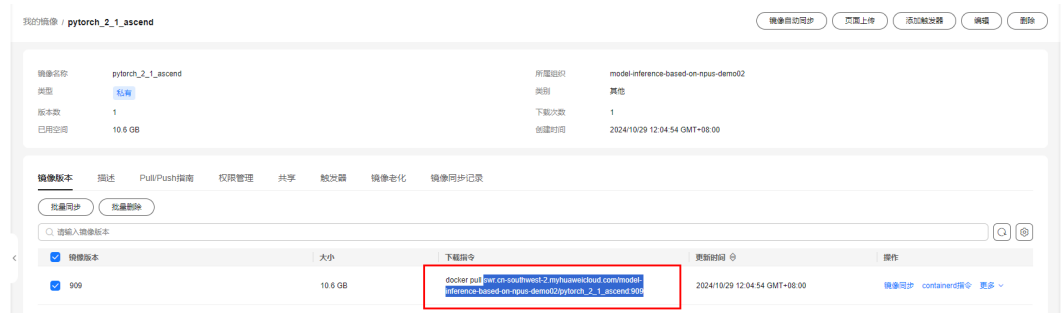 我的镜像 / pytorch_2_1_ascend
镜像自动同步 页面上传 添加触发器 编辑 删除
镜像名称 pytorch_2_1_ascend 所属组织 model-inference-based-on-npus-demo02
类型 私有 类别 其他
版本数 1 下载次数 1
已用空间 10.6 GB 创建时间 2024/10/29 12:04:54 GMT+08:00
镜像版本 描述 Pull/Push指南 权限管理 共享 触发器 镜像老化 镜像同步记录
批量同步 批量删除
请输入镜像版本
镜像版本 大小 下载指令 更新时间 操作
docker pull swr.cn-southwest-2.myhuaweicloud.com/model-
909 10.6 GB 2024/10/29 12:04:54 GMT+08:00 镜像同步 containerd指令 更多
inference-based-on-npus-demo02/pytorch_2_1_ascend:909